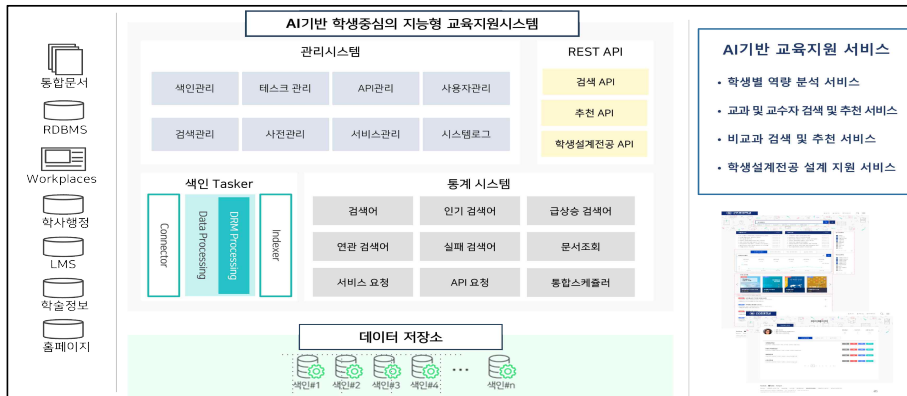 AI기반 학생중심의 지능형 교육지원시스템
통합문서
RDBMS
Workplaces
학사행정
LMS
학술정보
홈페이지
관리시스템
색인관리
테스크 관리
API관리
사용자관리
검색관리
사전관리
서비스관리
시스템로그
REST API
검색 API
추천 API
학생설계전공 API
색인 Tasker
Connector
Data Processing
DRM Processing
Indexer
통계 시스템
검색어
인기 검색어
급상승 검색어
연관 검색어
실패 검색어
문서조회
서비스 요청
API 요청
통합스케쥴러
데이터 저장소
색인#1
색인#2
색인#3
색인#4
...
색인#n
AI기반 교육지원 서비스
• 학생별 역량 분석 서비스
• 교과 및 교수자 검색 및 추천 서비스
• 비교과 검색 및 추천 서비스
• 학생설계전공 설계 지원 서비스